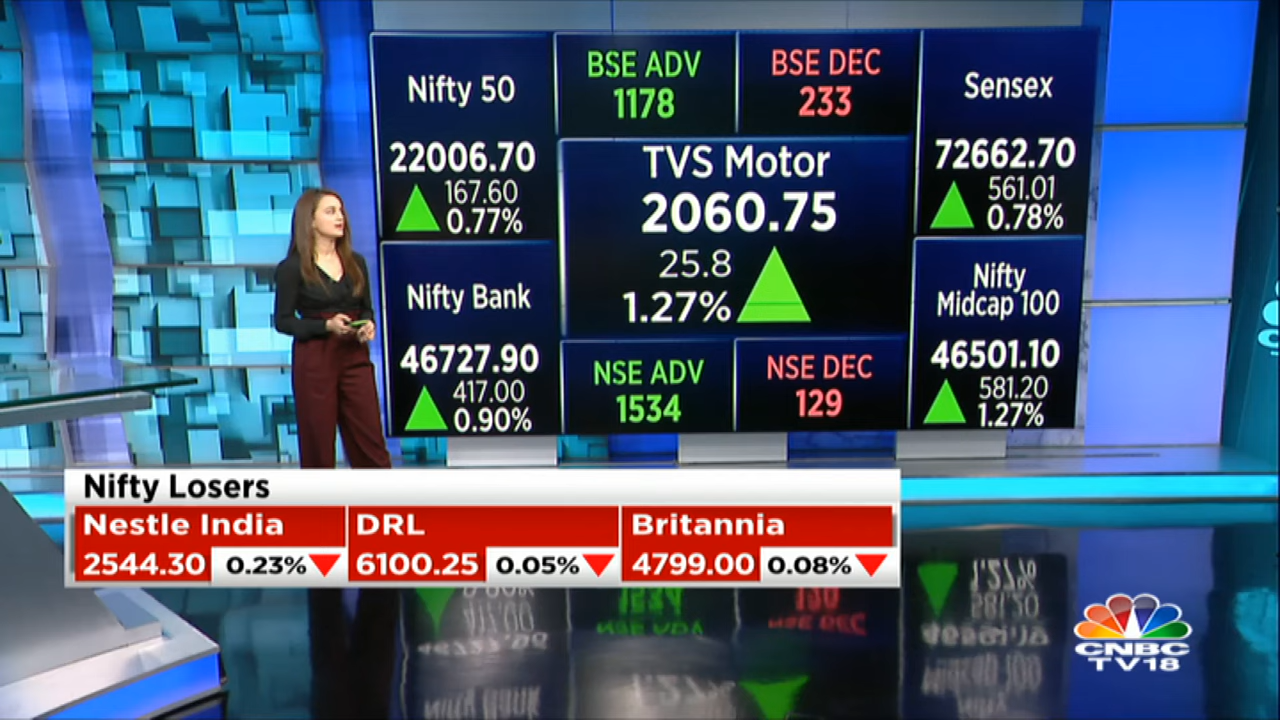 Nifty 50
22006.70
167.60
0.77%
BSE ADV
1178
BSE DEC
233
Sensex
72662.70
561.01
0.78%
TVS Motor
2060.75
25.8
1.27%
Nifty Bank
46727.90
417.00
0.90%
NSE ADV
1534
NSE DEC
129
Nifty
Midcap 100
46501.10
581.20
1.27%
Nifty Losers
Nestle India
2544.30 0.23%
DRL
6100.25 0.05%
Britannia
4799.00 0.08%
CNBC
TV18